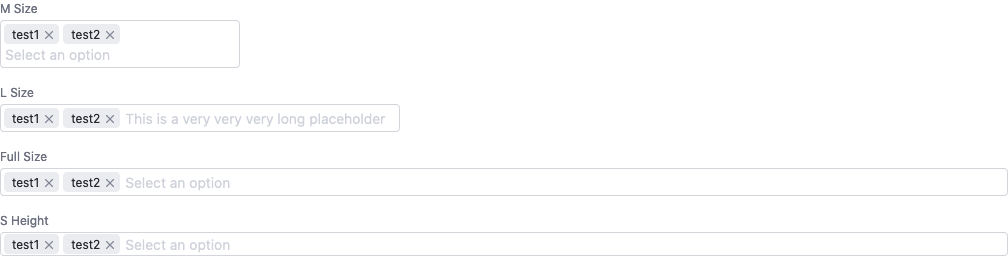 M Size
test1 × test2 ×
Select an option
L Size
test1 × test2 × This is a very very very long placeholder
Full Size
test1 × test2 × Select an option
S Height
test1 × test2 × Select an option